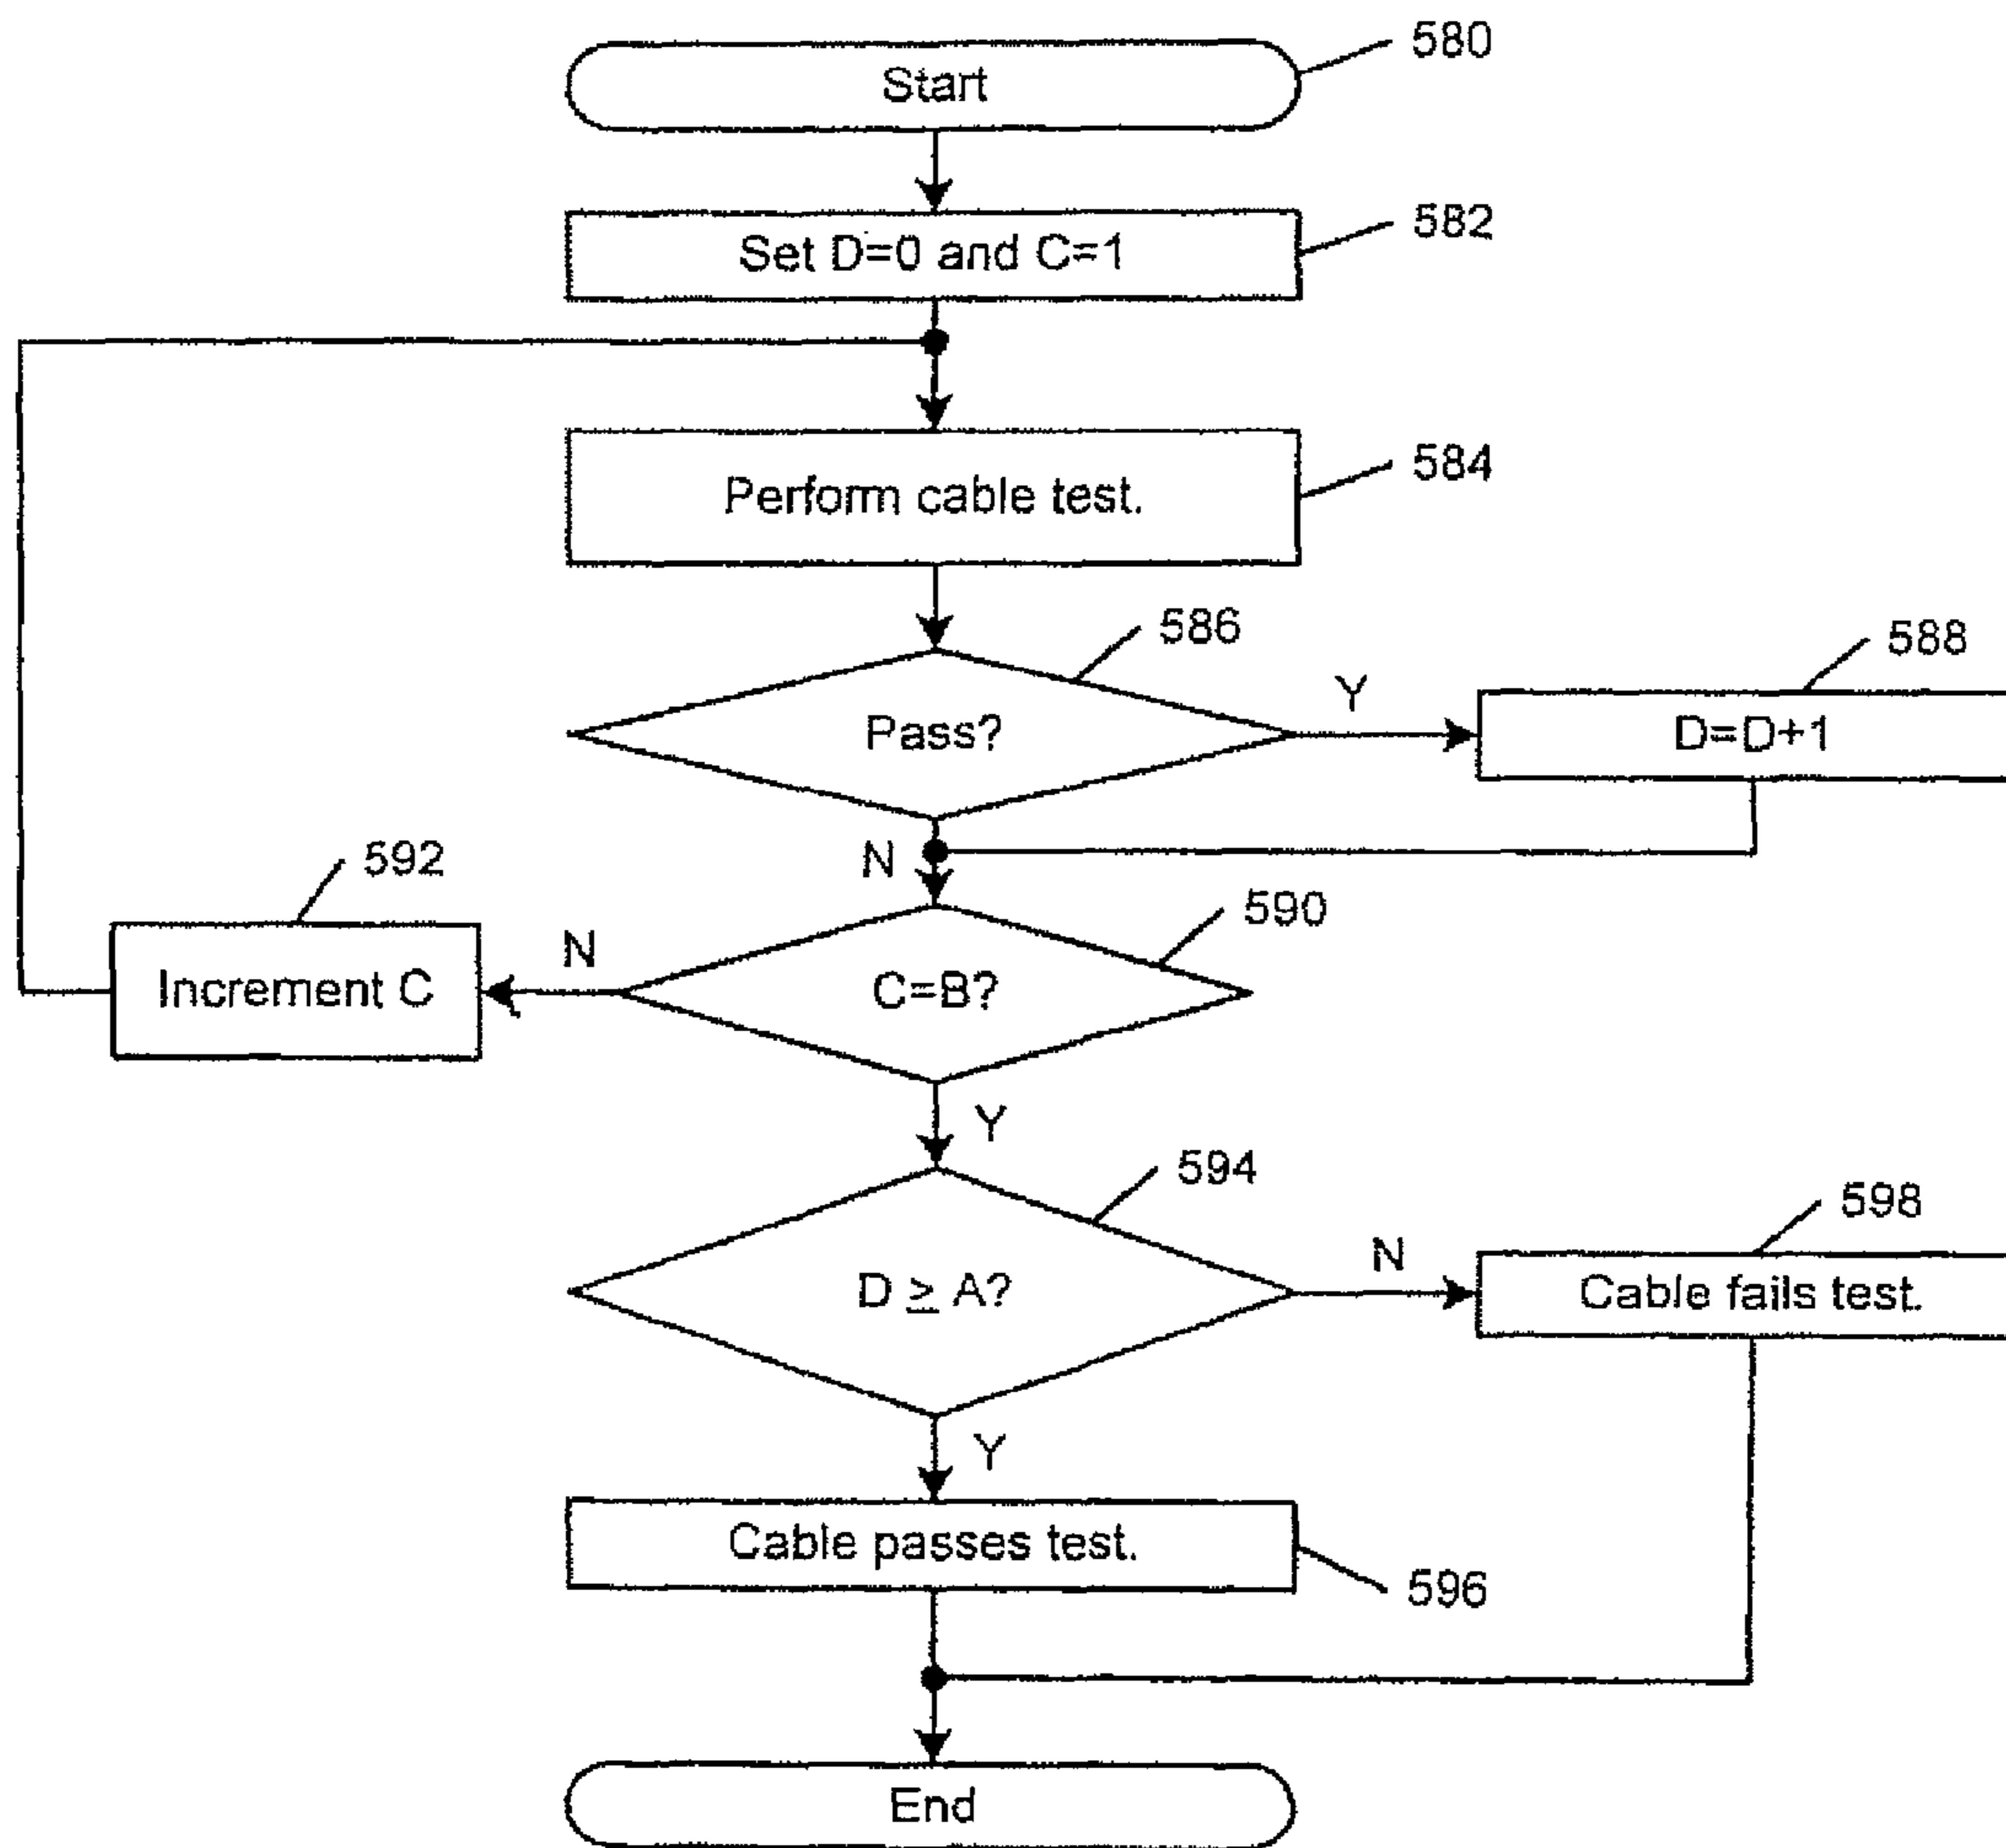 580
Start
582
Set D=0 and C=1
584
Perform cable test.
586
588
Pass?
Y
D=D+1
N
592
590
Increment C
N
C=B?
Y
594
598
D ≥ A?
N
Cable fails test.
Y
Cable passes test.
596
End